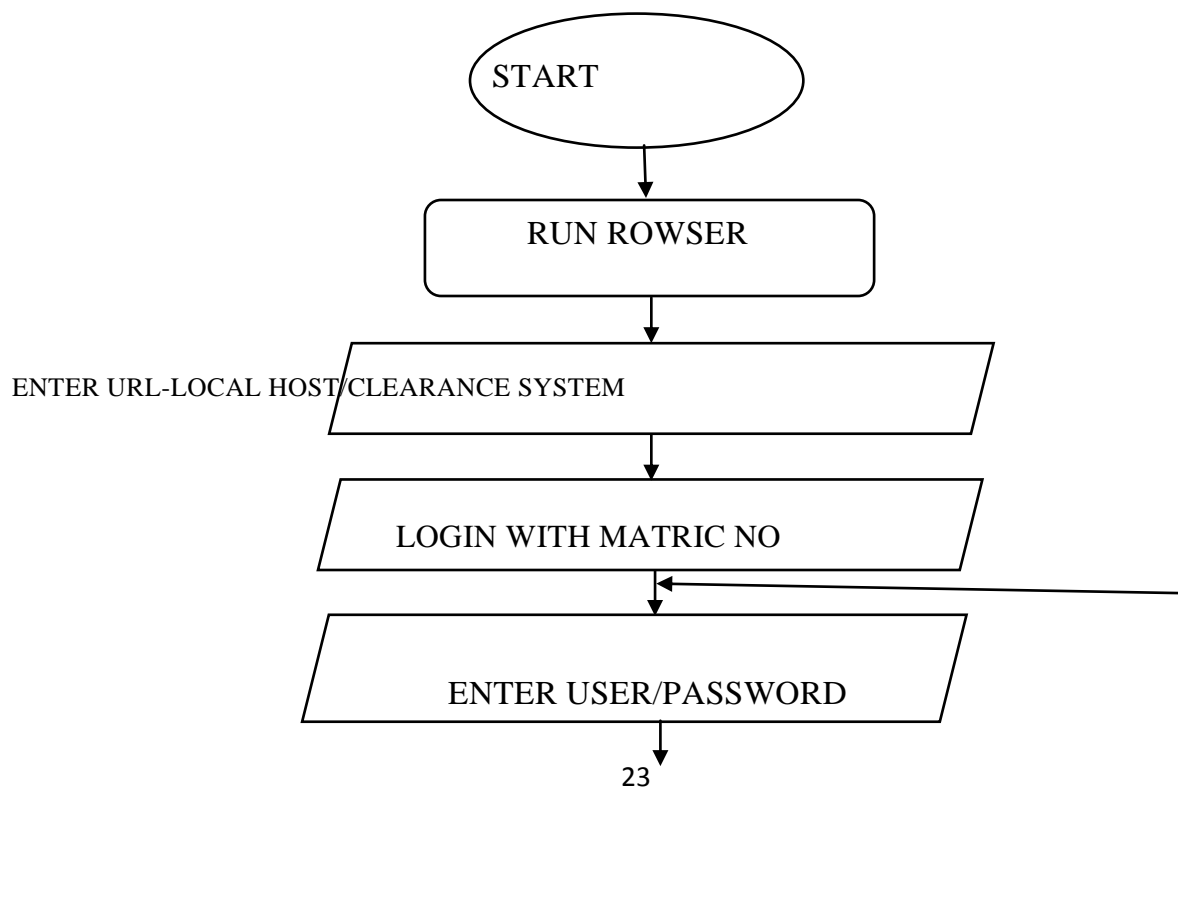 START
RUN ROWSER
ENTER URL-LOCAL HOST/CLEARANCE SYSTEM
LOGIN WITH MATRIC NO
ENTER USER/PASSWORD
23